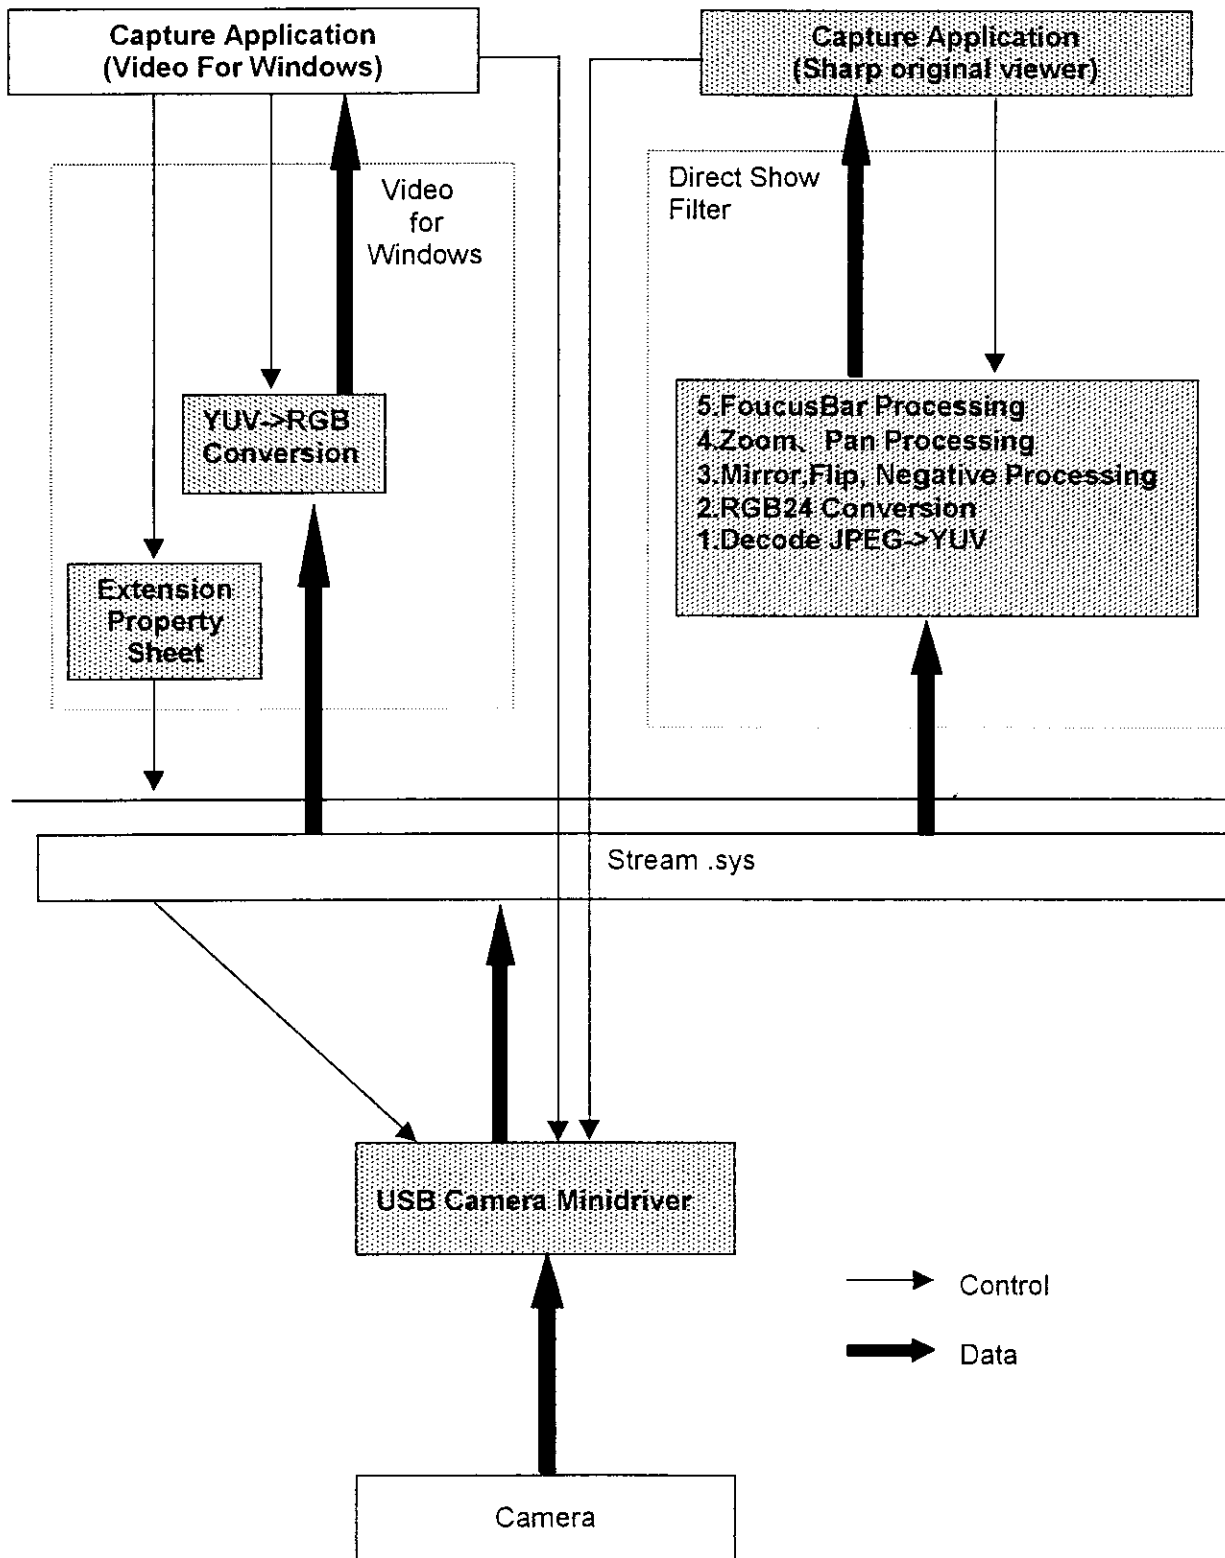 Capture Application
(Video For Windows)
Capture Application
(Sharp original viewer)
Video
for
Windows
Direct Show
Filter
YUV->RGB
Conversion
5.FoucusBar Processing
4.Zoom、Pan Processing
3.Mirror,Flip, Negative Processing
2.RGB24 Conversion
1.Decode JPEG->YUV
Extension
Property
Sheet
Stream .sys
USB Camera Minidriver
Control
Data
Camera